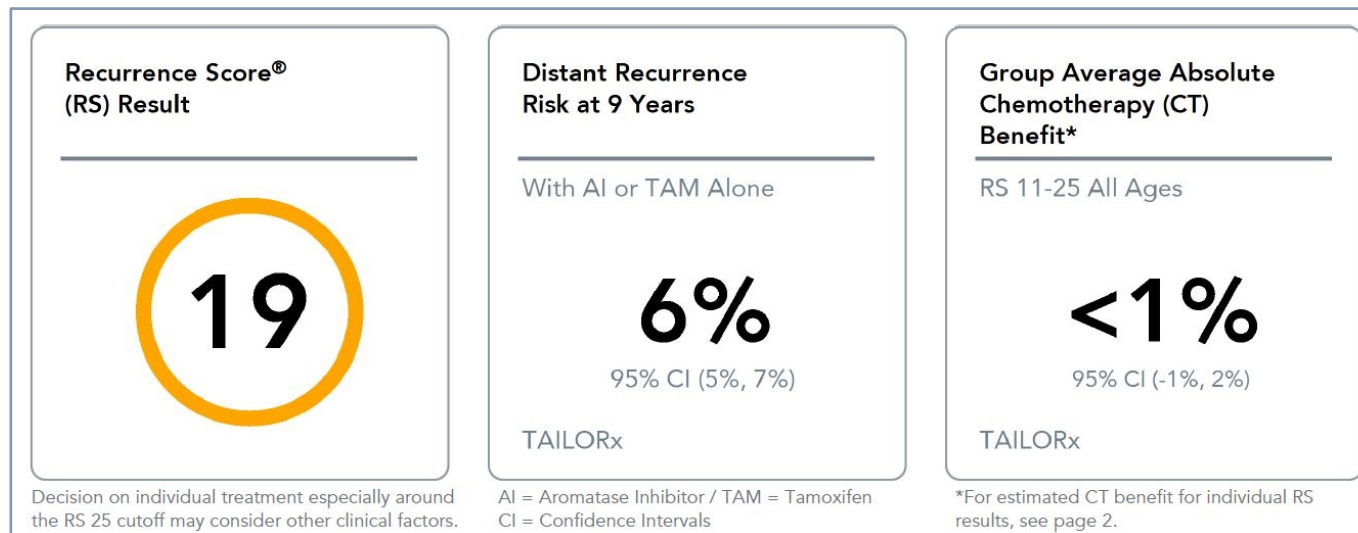 Recurrence Score®
(RS) Result
19
Decision on individual treatment especially around
the RS 25 cutoff may consider other clinical factors.
Distant Recurrence
Risk at 9 Years
With AI or TAM Alone
6%
95% CI (5%, 7%)
TAILORx
AI = Aromatase Inhibitor / TAM = Tamoxifen
CI = Confidence Intervals
Group Average Absolute
Chemotherapy (CT)
Benefit*
RS 11-25 All Ages
<1%
95% CI (-1%, 2%)
TAILORx
*For estimated CT benefit for individual RS
results, see page 2.